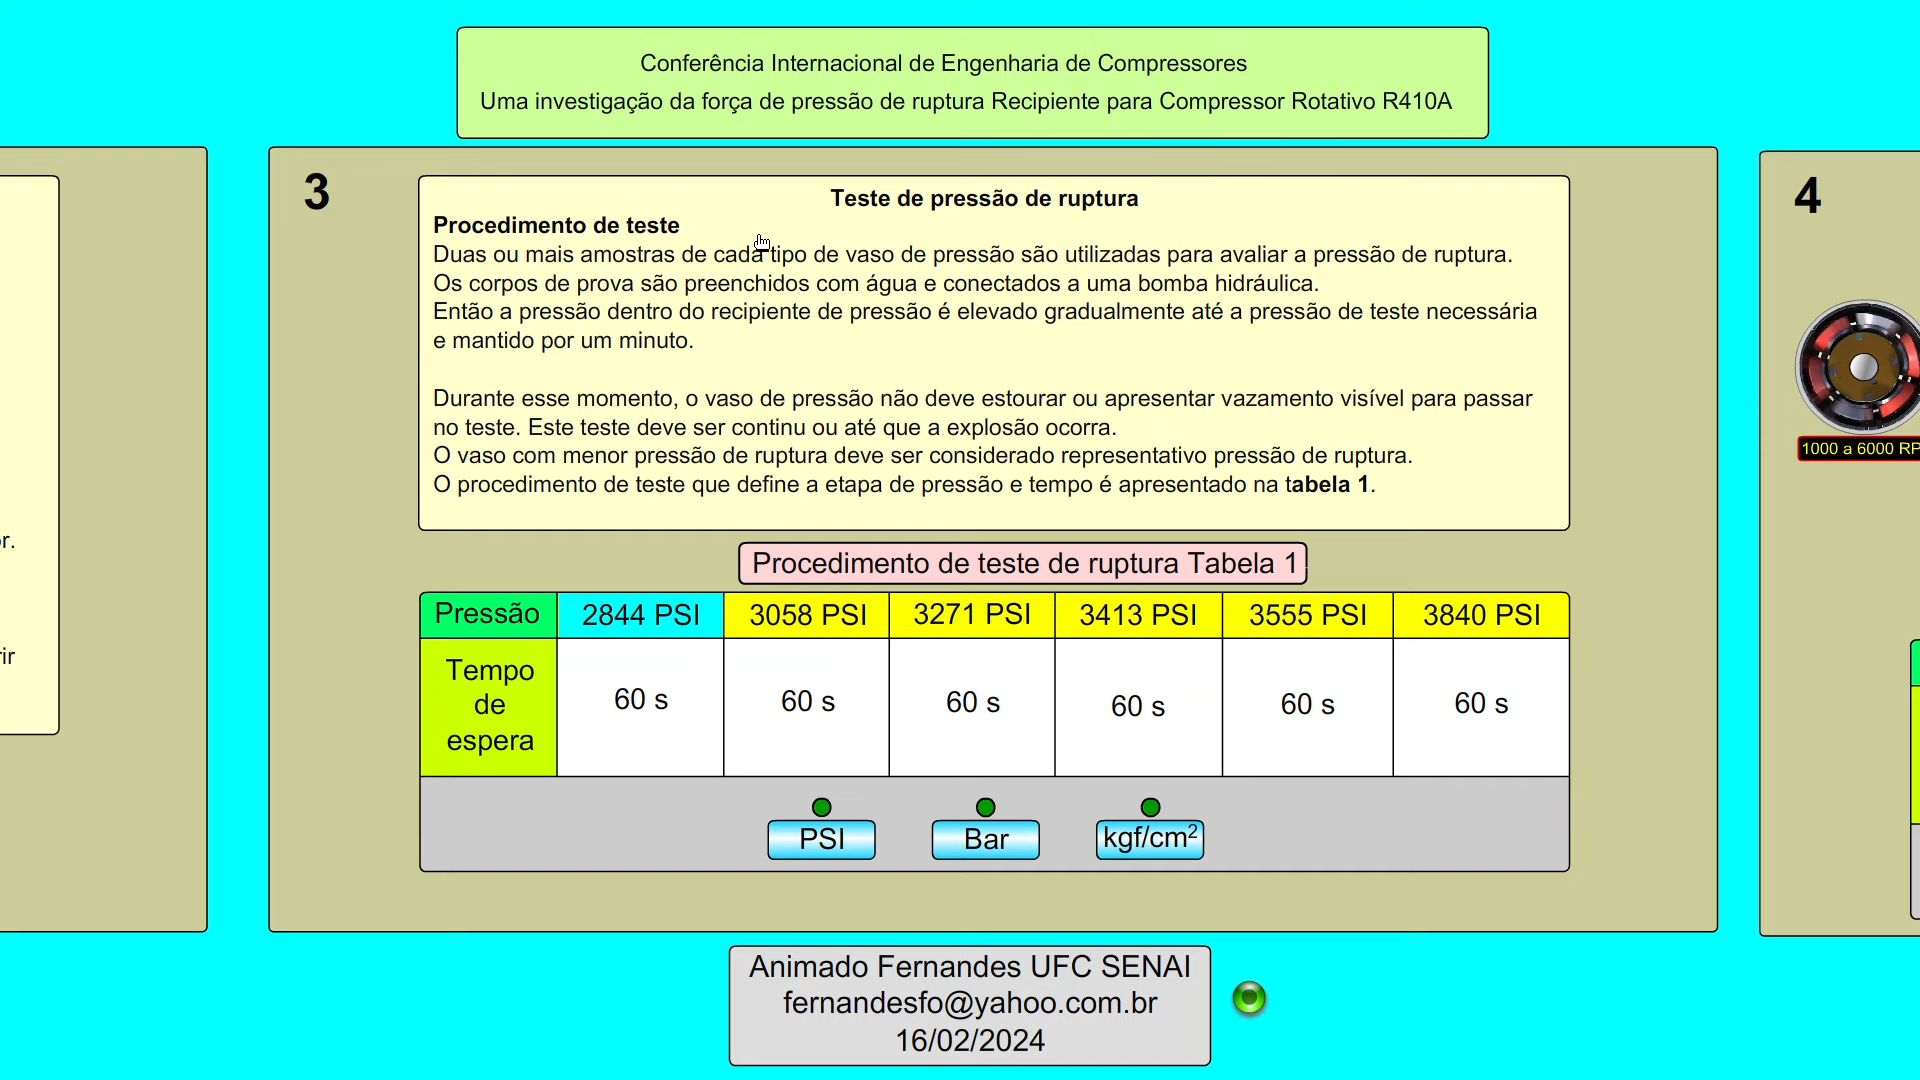 Conferência Internacional de Engenharia de Compressores
Uma investigação da força de pressão de ruptura Recipiente para Compressor Rotativo R410A
3
Teste de pressão de ruptura
Procedimento de teste
Duas ou mais amostras de cada tipo de vaso de pressão são utilizadas para avaliar a pressão de ruptura.
Os corpos de prova são preenchidos com água e conectados a uma bomba hidráulica.
Então a pressão dentro do recipiente de pressão é elevado gradualmente até a pressão de teste necessária
e mantido por um minuto.
Durante esse momento, o vaso de pressão não deve estourar ou apresentar vazamento visível para passar
no teste. Este teste deve ser continu ou até que a explosão ocorra.
O vaso com menor pressão de ruptura deve ser considerado representativo pressão de ruptura.
O procedimento de teste que define a etapa de pressão e tempo é apresentado na tabela 1.
Procedimento de teste de ruptura Tabela 1
Pressão 2844 PSI 3058 PSI 3271 PSI 3413 PSI 3555 PSI 3840 PSI
Tempo
de
espera
60 s 60 s 60 s 60 s 60 s 60 s
PSI Bar kgf/cm²
Animado Fernandes UFC SENAI
fernandesfo@yahoo.com.br
16/02/2024
4
1000 a 6000 RP
or.
rir